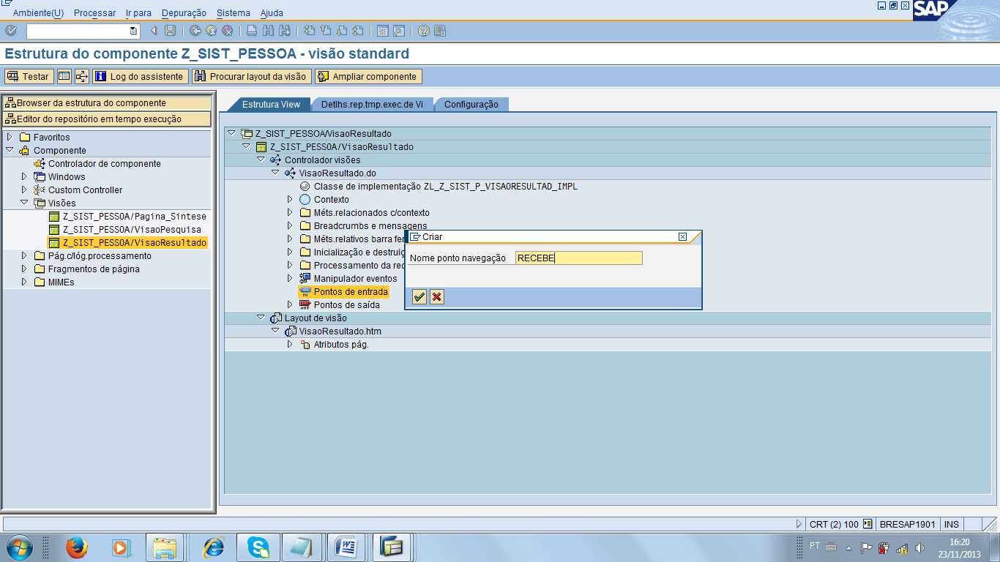 Ambiente(U) Processar Ir para Depuração Sistema Ajuda
SAP
Estrutura do componente Z_SIST_PESSOA - visão standard
Testar Log do assistente Procurar layout da visão Ampliar componente
Browser da estrutura do componente
Editor do repositório em tempo execução
Favoritos
Componente
Controlador de componente
Windows
Custom Controller
Visões
Z_SIST_PESSOA/Pagina_Sintese
Z_SIST_PESSOA/VisaoPesquisa
Z_SIST_PESSOA/VisaoResultado
Pág.c/lóg.processamento
Fragmentos de página
MIMEs
Estrutura View Detlhs.rep.tmp.exec.de Vi Configuração
Z_SIST_PESSOA/VisaoResultado
Z_SIST_PESSOA/VisaoResultado
Controlador visões
VisaoResultado.do
Classe de implementação ZL_Z_SIST_P_VISAORESULTAD_IMPL
Contexto
Méts.relacionados c/contexto
Breadcrumbs e mensagens
Méts.relativos barra fer
Inicialização e destruiç
Processamento da rec
Manipulador eventos
IN Pontos de entrada
OUT Pontos de saída
Layout de visão
VisaoResultado.htm
Atributos pág.
Criar
Nome ponto navegação RECEBE
CRT (2) 100 BRESAP1901 INS
PT 16:20
23/11/2013